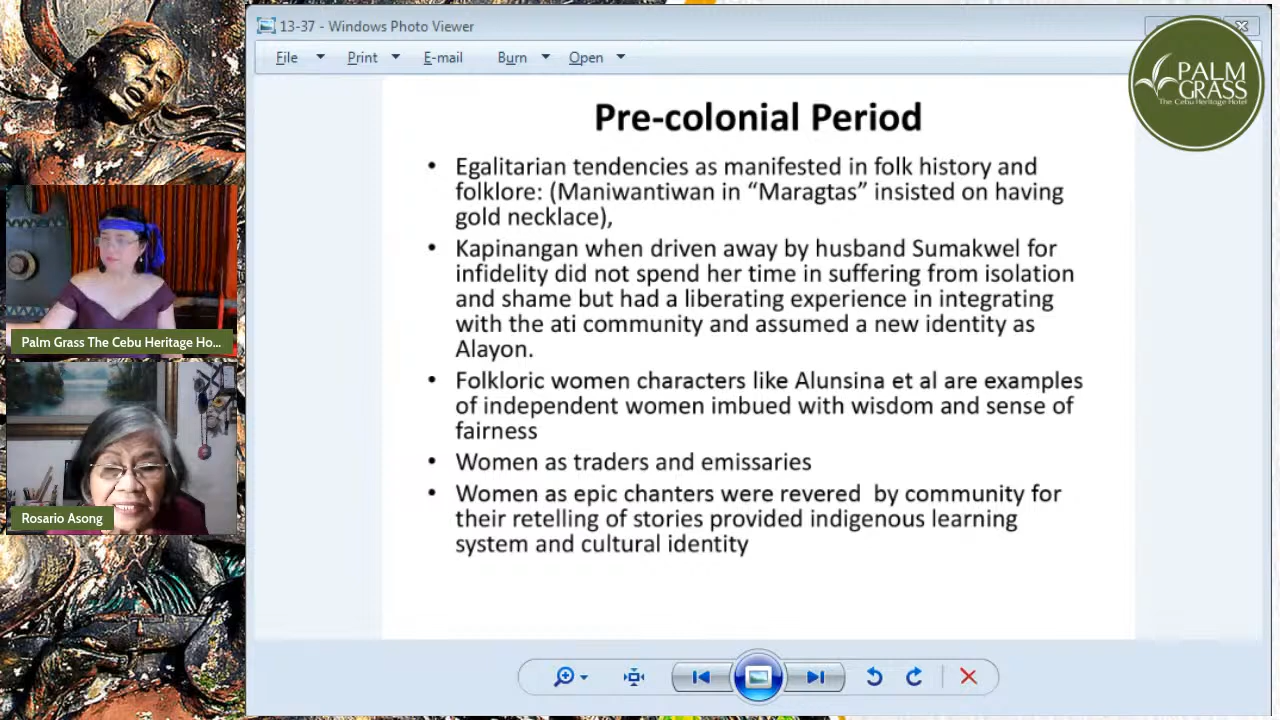 13-37 - Windows Photo Viewer
File Print E-mail Burn Open
PALM
GRASS
The Cebu Heritage Hotel
Pre-colonial Period
• Egalitarian tendencies as manifested in folk history and
folklore: (Maniwantiwan in “Maragtas” insisted on having
gold necklace),
• Kapinangan when driven away by husband Sumakwel for
infidelity did not spend her time in suffering from isolation
and shame but had a liberating experience in integrating
with the ati community and assumed a new identity as
Alayon.
• Folkloric women characters like Alunsina et al are examples
of independent women imbued with wisdom and sense of
fairness
• Women as traders and emissaries
• Women as epic chanters were revered  by community for
their retelling of stories provided indigenous learning
system and cultural identity
Palm Grass The Cebu Heritage Ho...
Rosario Asong